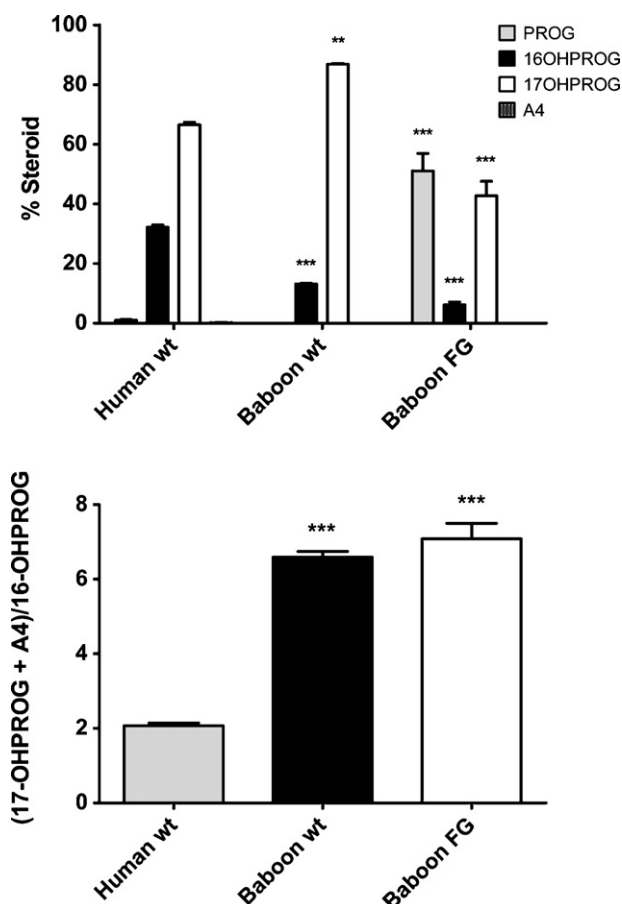 100
80
60
40
20
0
% Steroid
PROG
16OHPROG
17OHPROG
A4
**
***
***
***
***
Human wt
Baboon wt
Baboon FG
8
6
4
2
0
(17-OHPROG + A4)/16-OHPROG
***
***
Human wt
Baboon wt
Baboon FG